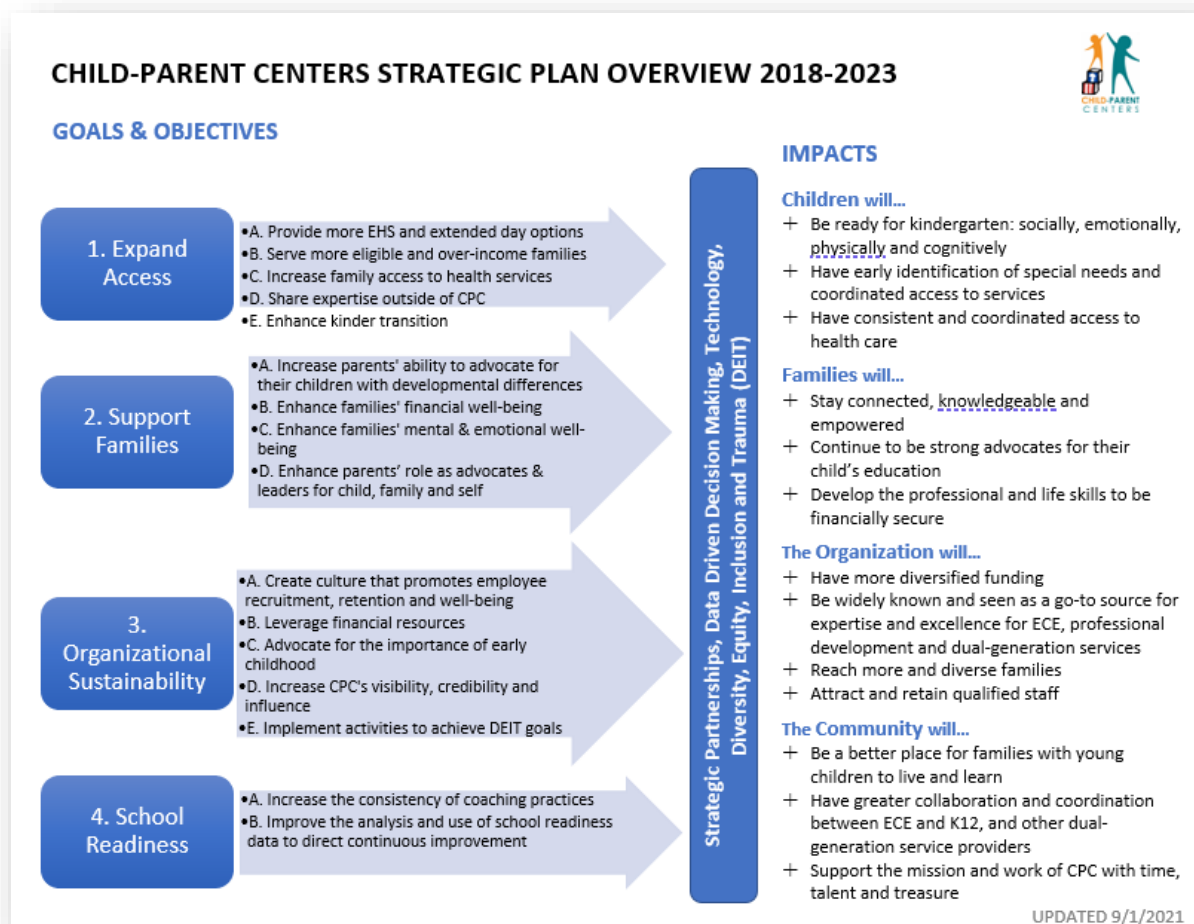 CHILD-PARENT CENTERS STRATEGIC PLAN OVERVIEW 2018-2023
CHILD-PARENT
CENTERS
GOALS & OBJECTIVES
1. Expand
Access
•A. Provide more EHS and extended day options
•B. Serve more eligible and over-income families
•C. Increase family access to health services
•D. Share expertise outside of CPC
•E. Enhance kinder transition
2. Support
Families
•A. Increase parents' ability to advocate for
their children with developmental differences
•B. Enhance families' financial well-being
•C. Enhance families' mental & emotional well-
being
•D. Enhance parents’ role as advocates &
leaders for child, family and self
3.
Organizational
Sustainability
•A. Create culture that promotes employee
recruitment, retention and well-being
•B. Leverage financial resources
•C. Advocate for the importance of early
childhood
•D. Increase CPC's visibility, credibility and
influence
•E. Implement activities to achieve DEIT goals
4. School
Readiness
•A. Increase the consistency of coaching practices
•B. Improve the analysis and use of school readiness
data to direct continuous improvement
Strategic Partnerships, Data Driven Decision Making, Technology,
Diversity, Equity, Inclusion and Trauma (DEIT)
IMPACTS
Children will...
+ Be ready for kindergarten: socially, emotionally,
physically and cognitively
+ Have early identification of special needs and
coordinated access to services
+ Have consistent and coordinated access to
health care
Families will...
+ Stay connected, knowledgeable and
empowered
+ Continue to be strong advocates for their
child’s education
+ Develop the professional and life skills to be
financially secure
The Organization will...
+ Have more diversified funding
+ Be widely known and seen as a go-to source for
expertise and excellence for ECE, professional
development and dual-generation services
+ Reach more and diverse families
+ Attract and retain qualified staff
The Community will...
+ Be a better place for families with young
children to live and learn
+ Have greater collaboration and coordination
between ECE and K12, and other dual-
generation service providers
+ Support the mission and work of CPC with time,
talent and treasure
UPDATED 9/1/2021